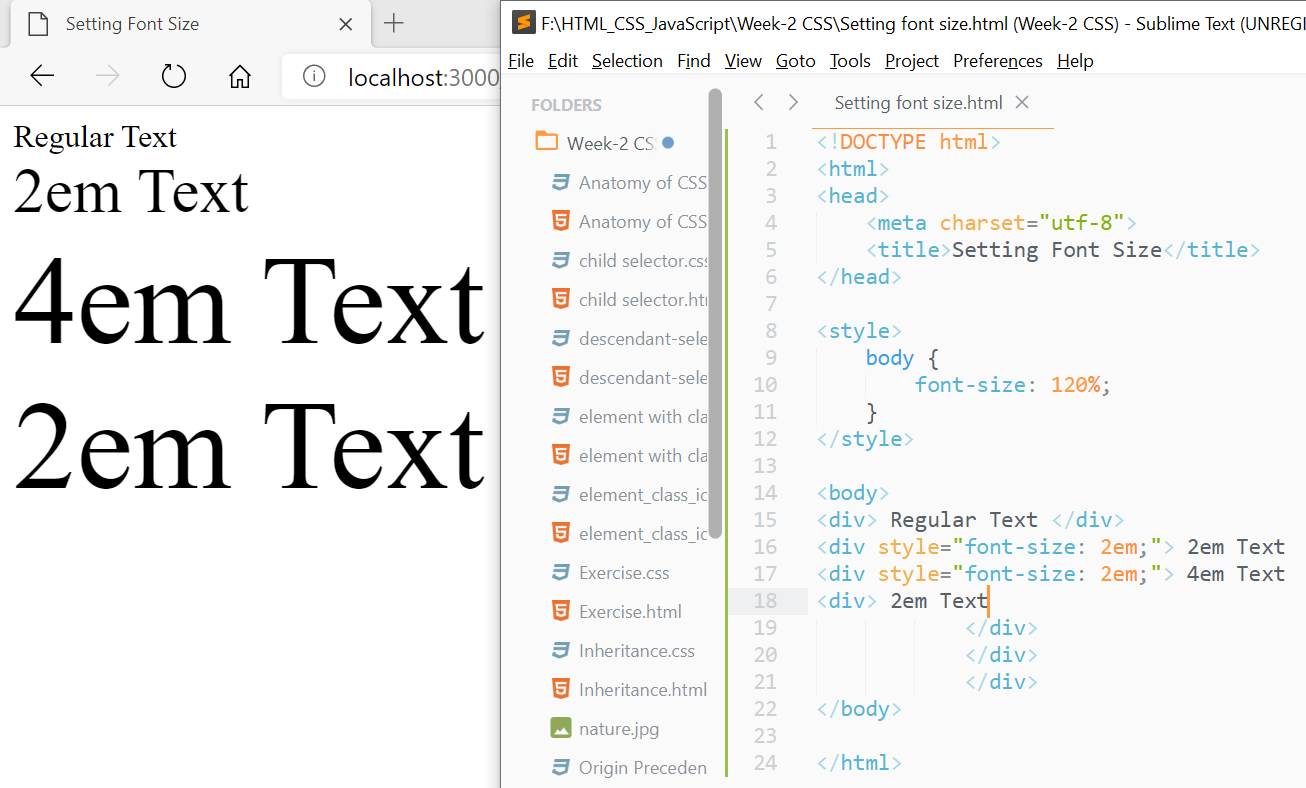 Setting Font Size
localhost:3000
Regular Text
2em Text
4em Text
2em Text
F:\HTML_CSS_JavaScript\Week-2 CSS\Setting font size.html (Week-2 CSS) - Sublime Text (UNREGI
File Edit Selection Find View Goto Tools Project Preferences Help
FOLDERS
Week-2 CS
Anatomy of CSS
Anatomy of CSS
child selector.css
child selector.htr
descendant-sele
descendant-sele
element with cla
element with cla
element_class_ic
element_class_ic
Exercise.css
Exercise.html
Inheritance.css
Inheritance.html
nature.jpg
Origin Preceden
Setting font size.html
1 <!DOCTYPE html>
2 <html>
3 <head>
4 <meta charset="utf-8">
5 <title>Setting Font Size</title>
6 </head>
7
8 <style>
9 body {
10 font-size: 120%;
11 }
12 </style>
13
14 <body>
15 <div> Regular Text </div>
16 <div style="font-size: 2em;"> 2em Text
17 <div style="font-size: 2em;"> 4em Text
18 <div> 2em Text
19 </div>
20 </div>
21 </div>
22 </body>
23
24 </html>